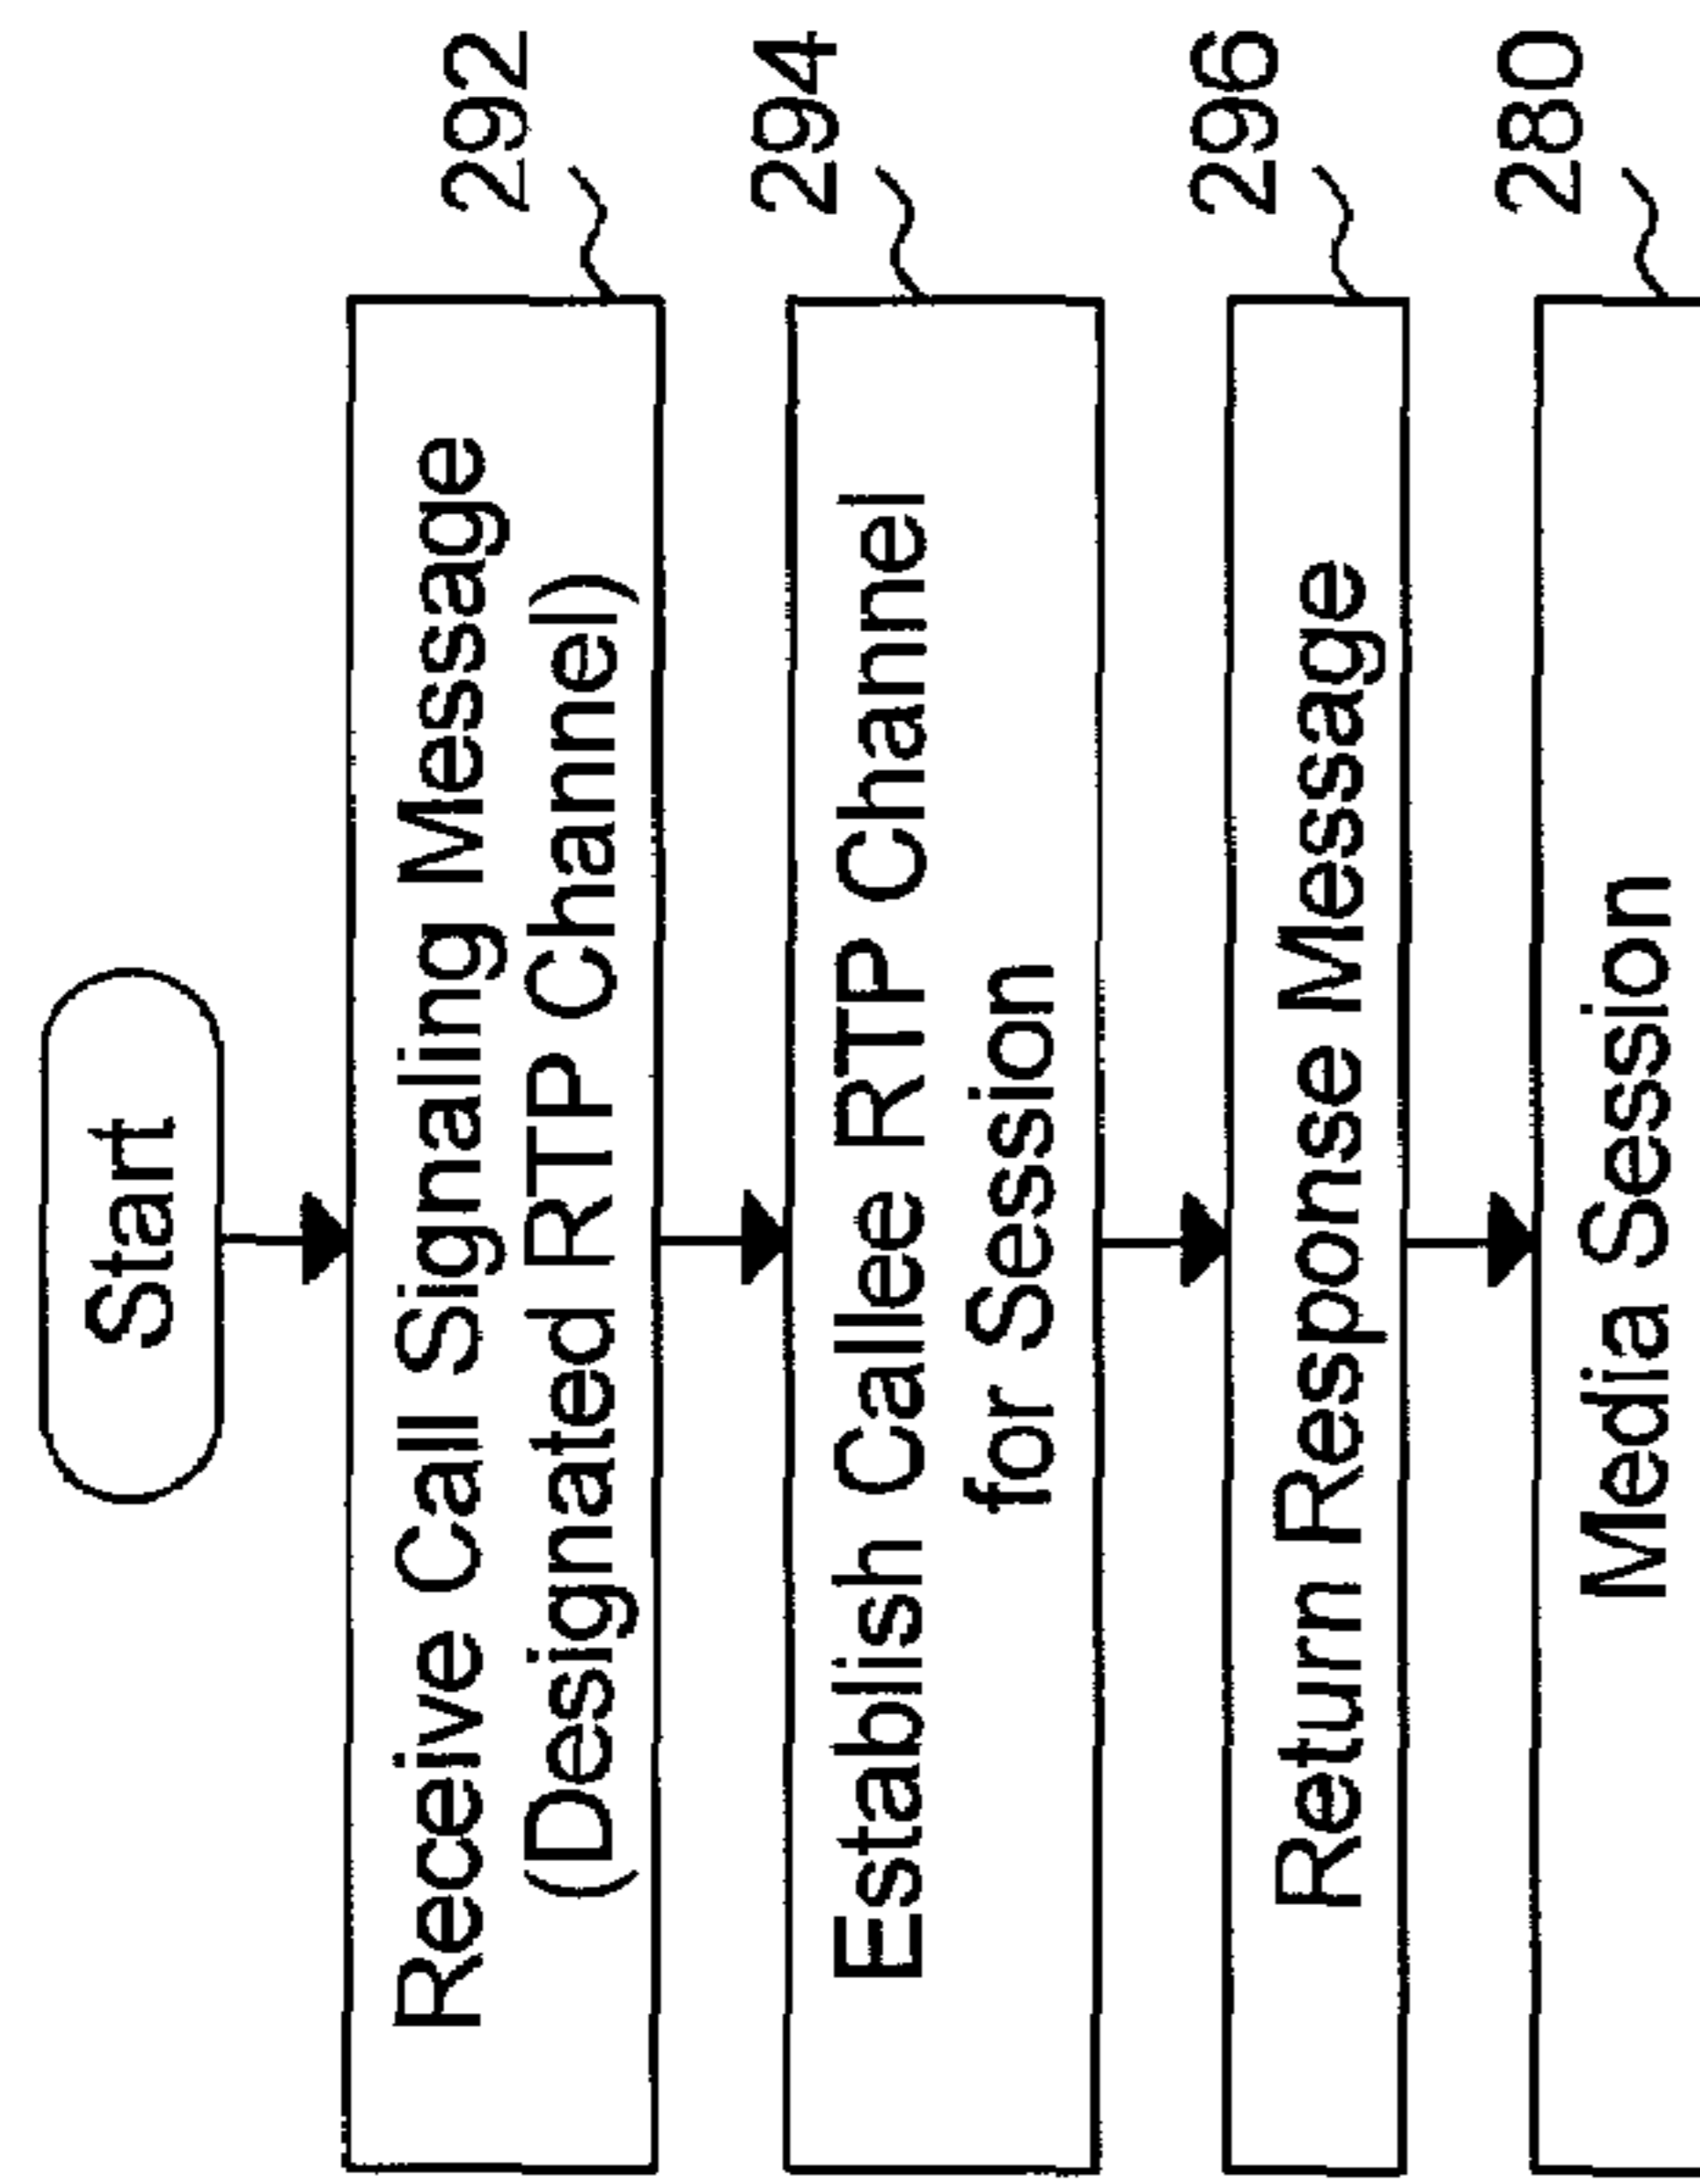 Start
292
Receive Call Signaling Message
(Designated RTP Channel)
294
Establish Callee RTP Channel
for Session
296
Return Response Message
280
Media Session